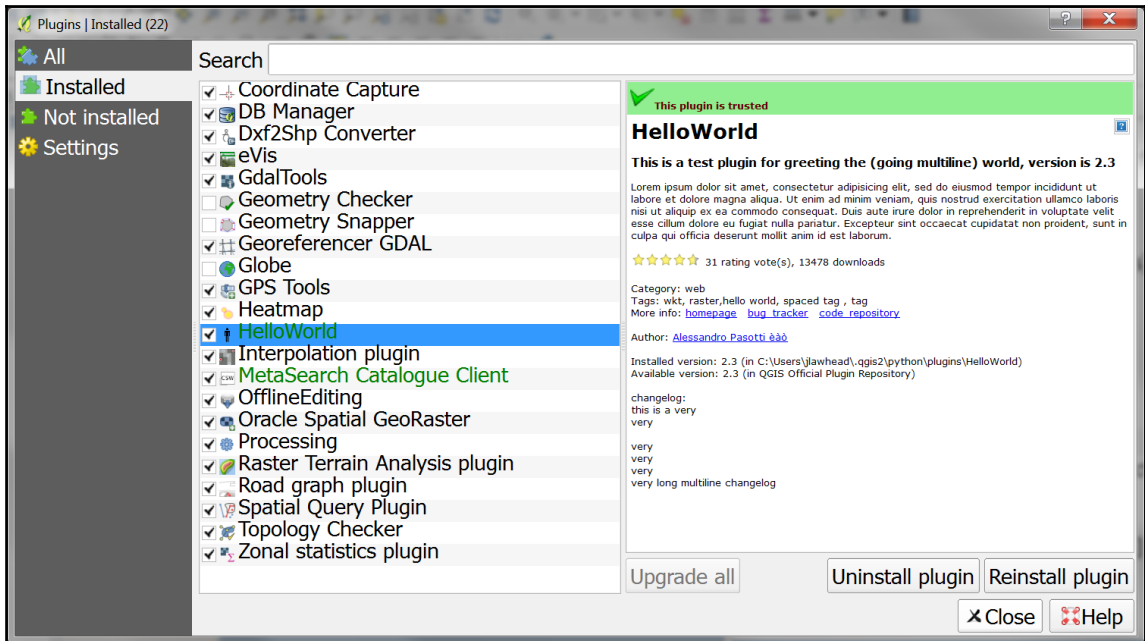 Plugins | Installed (22)
All
Installed
Not installed
Settings
Search
Coordinate Capture
DB Manager
Dxf2Shp Converter
eVis
GdalTools
Geometry Checker
Geometry Snapper
Georeferencer GDAL
Globe
GPS Tools
Heatmap
HelloWorld
Interpolation plugin
CSW MetaSearch Catalogue Client
OfflineEditing
Oracle Spatial GeoRaster
Processing
Raster Terrain Analysis plugin
Road graph plugin
Spatial Query Plugin
Topology Checker
Zonal statistics plugin
This plugin is trusted
HelloWorld
This is a test plugin for greeting the (going multiline) world, version is 2.3
Lorem ipsum dolor sit amet, consectetur adipisicing elit, sed do eiusmod tempor incididunt ut
labore et dolore magna aliqua. Ut enim ad minim veniam, quis nostrud exercitation ullamco laboris
nisi ut aliquip ex ea commodo consequat. Duis aute irure dolor in reprehenderit in voluptate velit
esse cillum dolore eu fugiat nulla pariatur. Excepteur sint occaecat cupidatat non proident, sunt in
culpa qui officia deserunt mollit anim id est laborum.
31 rating vote(s), 13478 downloads
Category: web
Tags: wkt, raster,hello world, spaced tag , tag
More info: homepage bug tracker code repository
Author: Alessandro Pasotti èàò
Installed version: 2.3 (in C:\Users\jlawhead\.qgis2\python\plugins\HelloWorld)
Available version: 2.3 (in QGIS Official Plugin Repository)
changelog:
this is a very
very
very
very
very
very long multiline changelog
Upgrade all
Uninstall plugin
Reinstall plugin
Close
Help